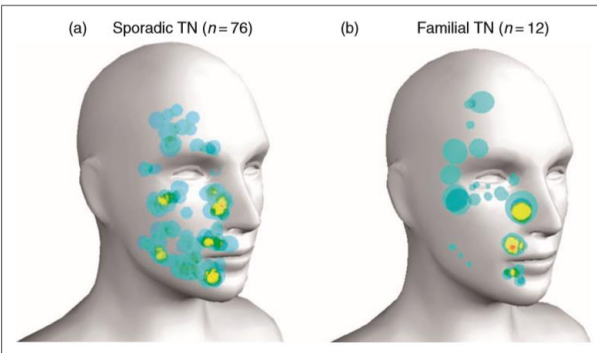 (a) Sporadic TN (n = 76)
(b) Familial TN (n = 12)